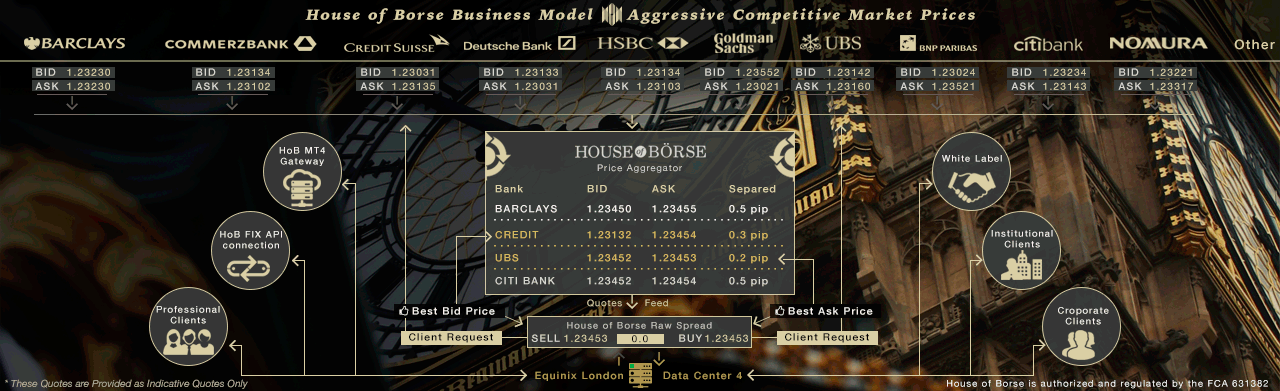 House of Borse Business Model Aggressive Competitive Market Prices
BARCLAYS COMMERZBANK CREDIT SUISSE Deutsche Bank HSBC Goldman Sachs UBS BNP PARIBAS citibank NOMURA Other
BID 1.23230 BID 1.23134 BID 1.23031 BID 1.23133 BID 1.23134 BID 1.23552 BID 1.23142 BID 1.23024 BID 1.23234 BID 1.23221
ASK 1.23230 ASK 1.23102 ASK 1.23135 ASK 1.23031 ASK 1.23103 ASK 1.23021 ASK 1.23160 ASK 1.23521 ASK 1.23143 ASK 1.23317
HoB MT4
Gateway
HoB FIX API
connection
Professional
Clients
HOUSE of BÖRSE
Price Aggregator
Bank BID ASK Separed
BARCLAYS 1.23450 1.23455 0.5 pip
CREDIT 1.23132 1.23454 0.3 pip
UBS 1.23452 1.23453 0.2 pip
CITI BANK 1.23452 1.23454 0.5 pip
Quotes Feed
Best Bid Price
Client Request
House of Borse Raw Spread
SELL 1.23453 0.0 BUY 1.23453
Best Ask Price
Client Request
Equinix London Data Center 4
White Label
Institutional
Clients
Croporate
Clients
* These Quotes are Provided as Indicative Quotes Only
House of Borse is authorized and regulated by the FCA 631382